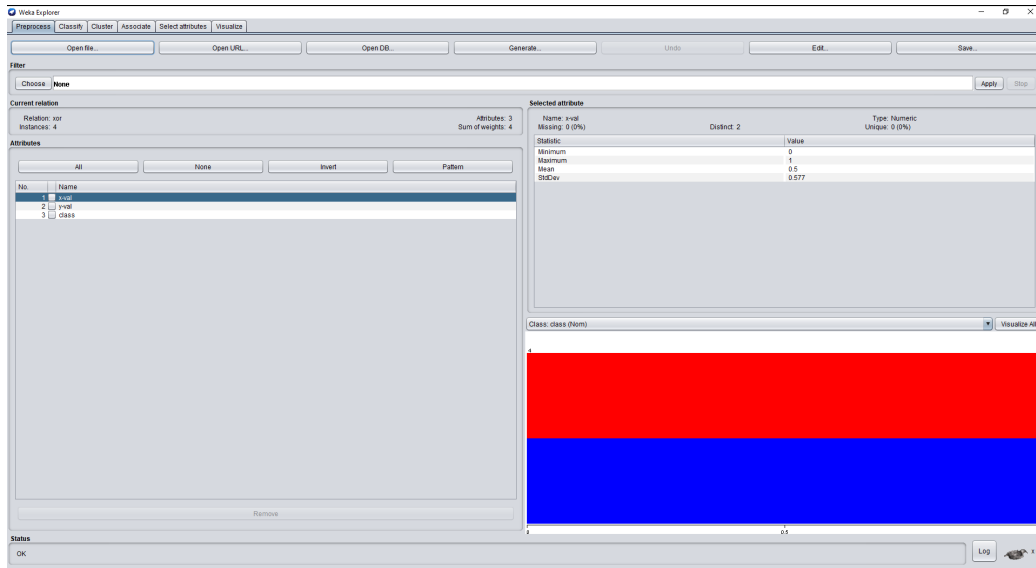 Weka Explorer
Preprocess Classify Cluster Associate Select attributes Visualize
Open file... Open URL... Open DB... Generate... Undo Edit... Save...
Filter
Choose None Apply Stop
Current relation
Relation: xor Attributes: 3
Instances: 4 Sum of weights: 4
Attributes
All None Invert Pattern
No. Name
1 x-val
2 y-val
3 class
Remove
Selected attribute
Name: x-val Type: Numeric
Missing: 0 (0%) Distinct: 2 Unique: 0 (0%)
Statistic Value
Minimum 0
Maximum 1
Mean 0.5
StdDev 0.577
Class: class (Nom) Visualize All
4
0 0.5
Status
OK Log x